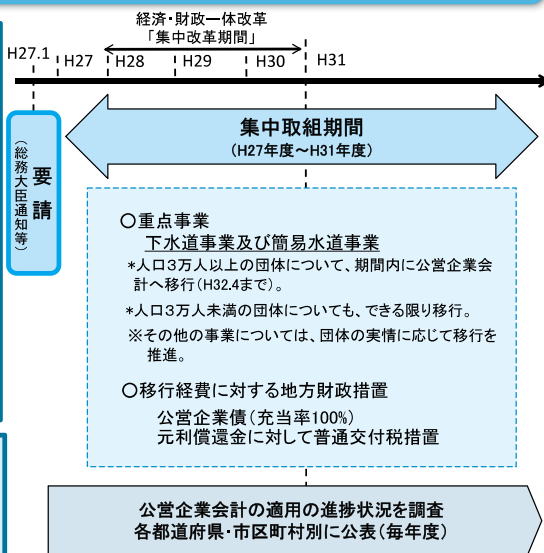 経済・財政一体改革
「集中改革期間」
H27.1
H27
H28
H29
H30
H31
集中取組期間
(H27年度～H31年度)
要請
（総務大臣通知等）
○重点事業
下水道事業及び簡易水道事業
*人口３万人以上の団体について、期間内に公営企業会
計へ移行(H32.4まで)。
*人口３万人未満の団体についても、できる限り移行。
※その他の事業については、団体の実情に応じて移行を
推進。
○移行経費に対する地方財政措置
公営企業債(充当率100%)
元利償還金に対して普通交付税措置
公営企業会計の適用の進捗状況を調査
各都道府県・市区町村別に公表(毎年度)